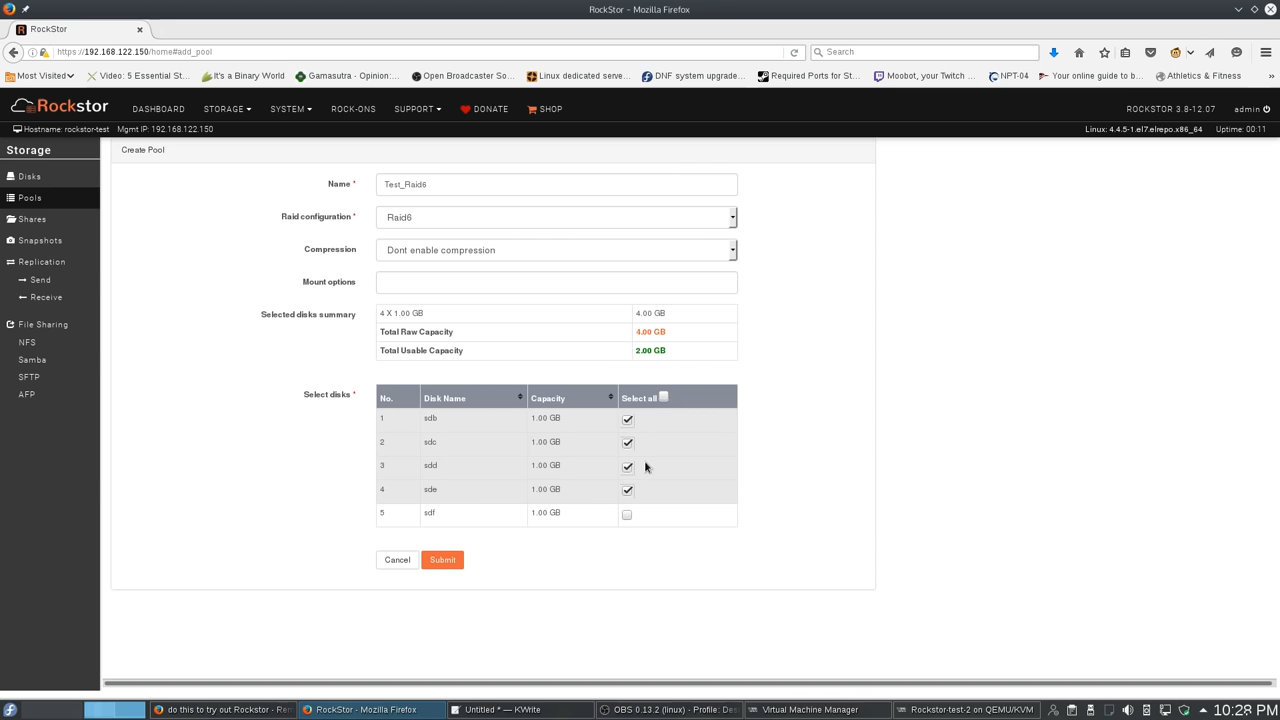 RockStor - Mozilla Firefox
RockStor
https://192.168.122.150/home#add_pool
Search
Most Visited
Video: 5 Essential St...
It's a Binary World
Gamasutra - Opinion:...
Open Broadcaster So...
Linux dedicated serve...
DNF system upgrade...
Required Ports for St...
Moobot, your Twitch ...
NPT-04
Your online guide to b...
Athletics & Fitness
»
Rockstor
DASHBOARD
STORAGE
SYSTEM
ROCK-ONS
SUPPORT
DONATE
SHOP
ROCKSTOR 3.8-12.07
admin
Hostname: rockstor-test Mgmt IP: 192.168.122.150
Linux: 4.4.5-1.el7.elrepo.x86_64
Uptime: 00:11
Storage
Disks
Pools
Shares
Snapshots
Replication
Send
Receive
File Sharing
NFS
Samba
SFTP
AFP
Create Pool
Name *
Test_Raid6
Raid configuration *
Raid6
Compression
Dont enable compression
Mount options
Selected disks summary
4 X 1.00 GB 4.00 GB
Total Raw Capacity 4.00 GB
Total Usable Capacity 2.00 GB
Select disks *
No. Disk Name Capacity Select all
1 sdb 1.00 GB
2 sdc 1.00 GB
3 sdd 1.00 GB
4 sde 1.00 GB
5 sdf 1.00 GB
Cancel
Submit
do this to try out Rockstor - Rem
RockStor - Mozilla Firefox
Untitled * — KWrite
OBS 0.13.2 (linux) - Profile: Des
Virtual Machine Manager
Rockstor-test-2 on QEMU/KVM
10:28 PM